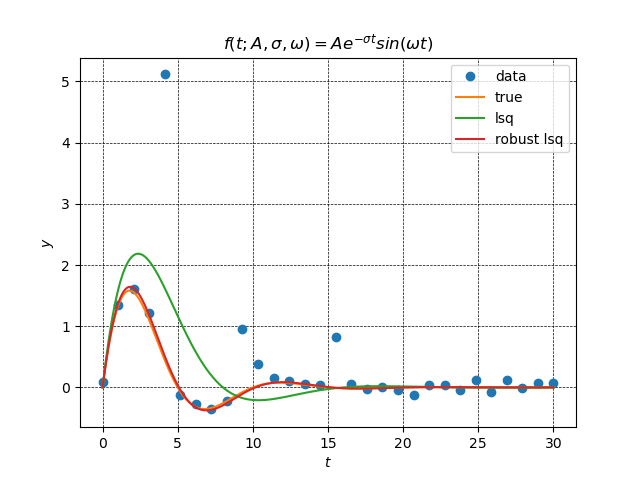 f(t; A, σ, ω) = Ae^{-σt}sin(ωt)
data
true
lsq
robust lsq
y
5
4
3
2
1
0
0 5 10 15 20 25 30
t